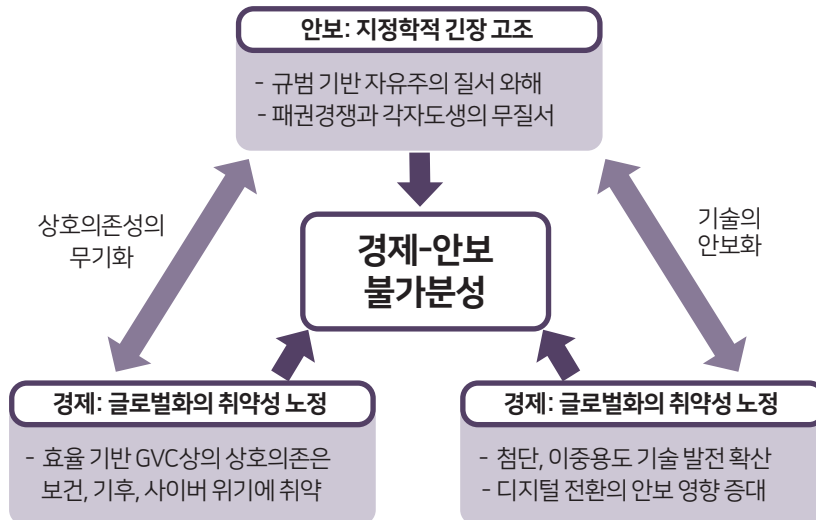 안보: 지정학적 긴장 고조
- 규범 기반 자유주의 질서 와해
- 패권경쟁과 각자도생의 무질서
상호의존성의
무기화
기술의
안보화
경제-안보
불가분성
경제: 글로벌화의 취약성 노정
- 효율 기반 GVC상의 상호의존은
보건, 기후, 사이버 위기에 취약
경제: 글로벌화의 취약성 노정
- 첨단, 이중용도 기술 발전 확산
- 디지털 전환의 안보 영향 증대